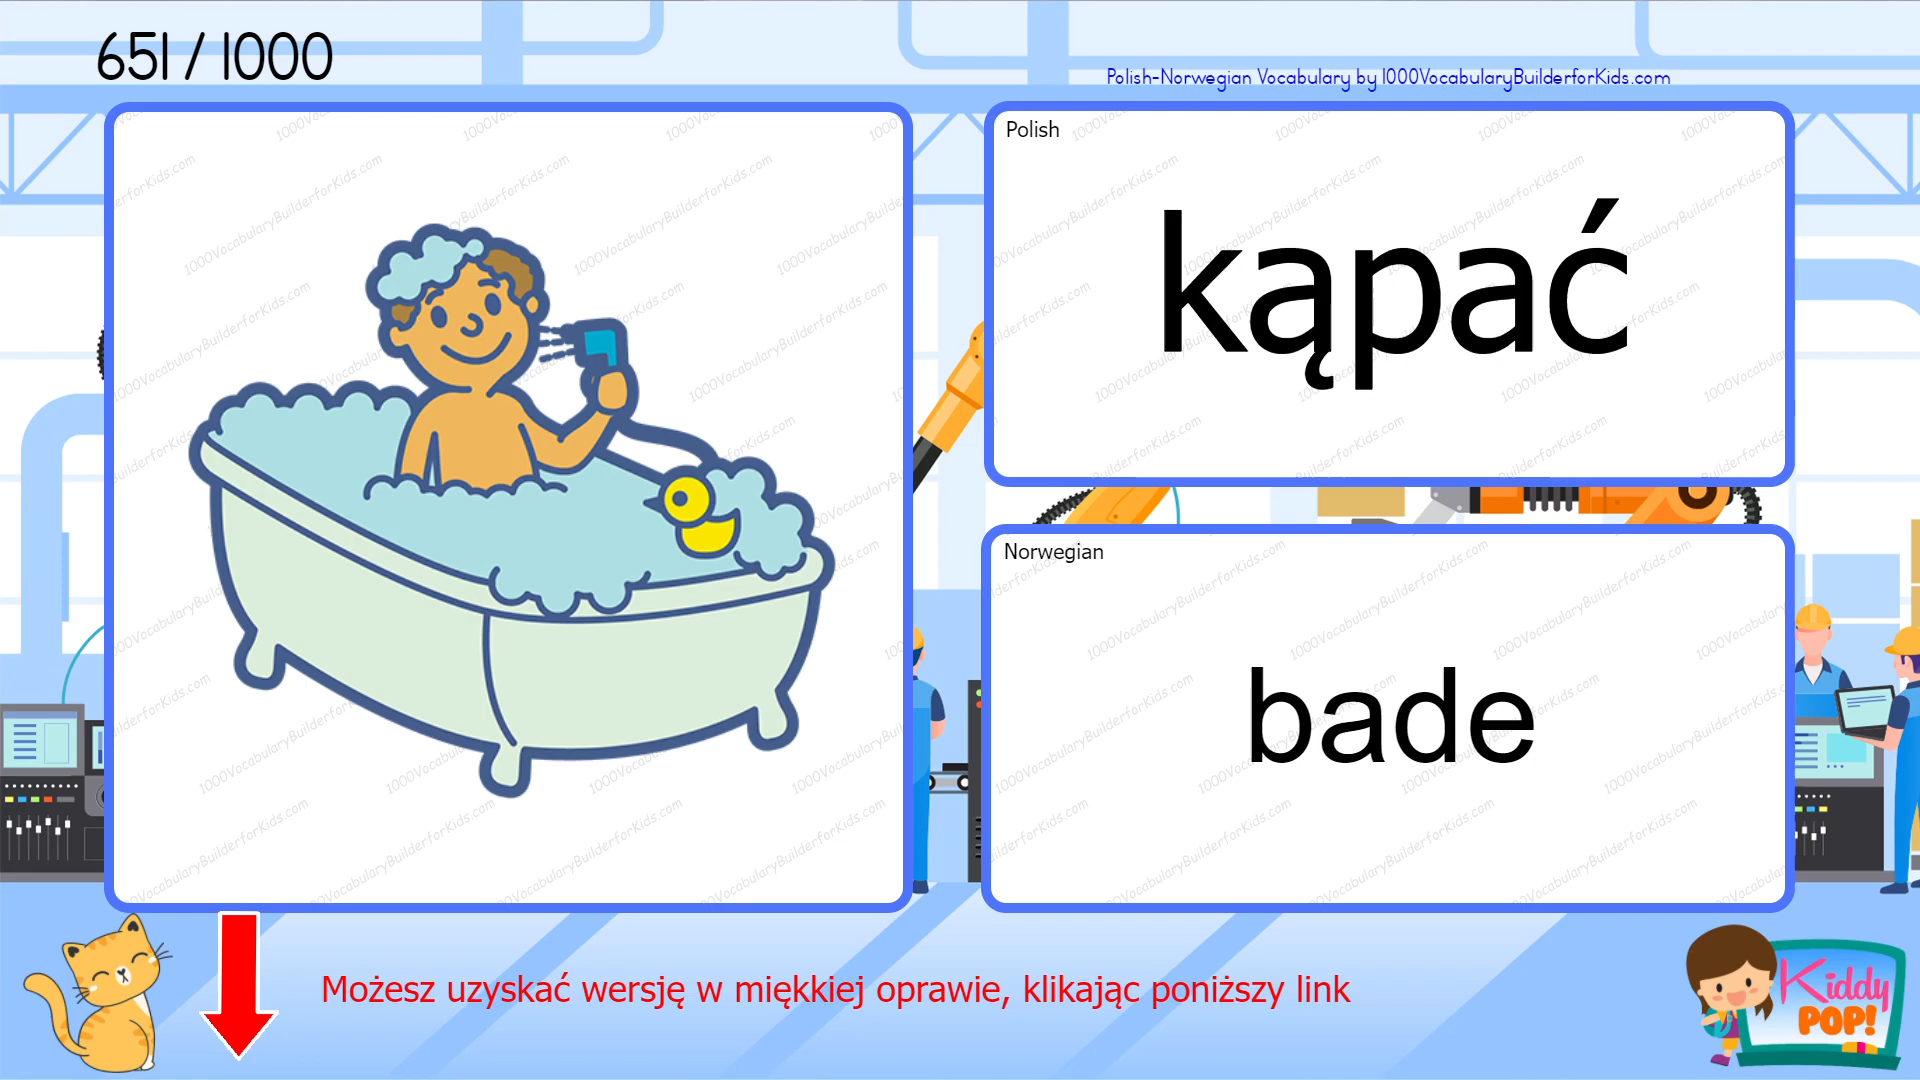 651 / 1000
Polish-Norwegian Vocabulary by 1000VocabularyBuilderforKids.com
Polish
kąpać
Norwegian
bade
Możesz uzyskać wersję w miękkiej oprawie, klikając poniższy link
Kiddy
POP!